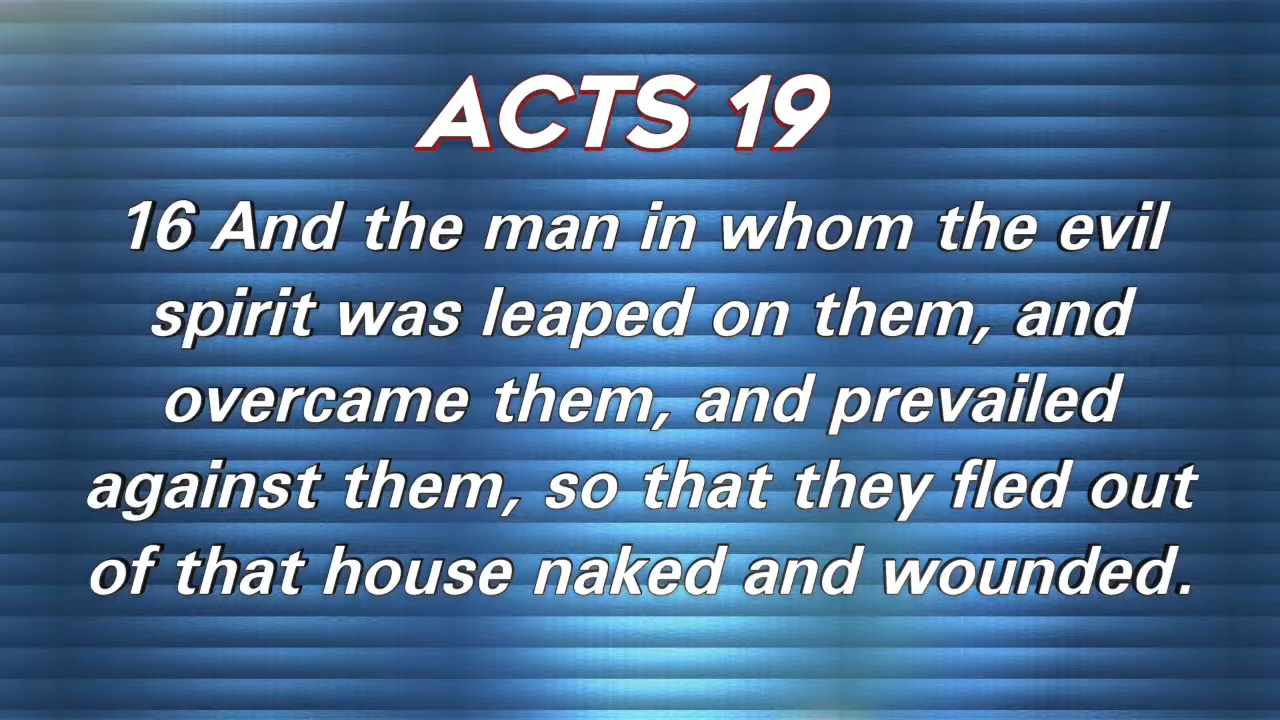 ACTS 19
16 And the man in whom the evil
spirit was leaped on them, and
overcame them, and prevailed
against them, so that they fled out
of that house naked and wounded.